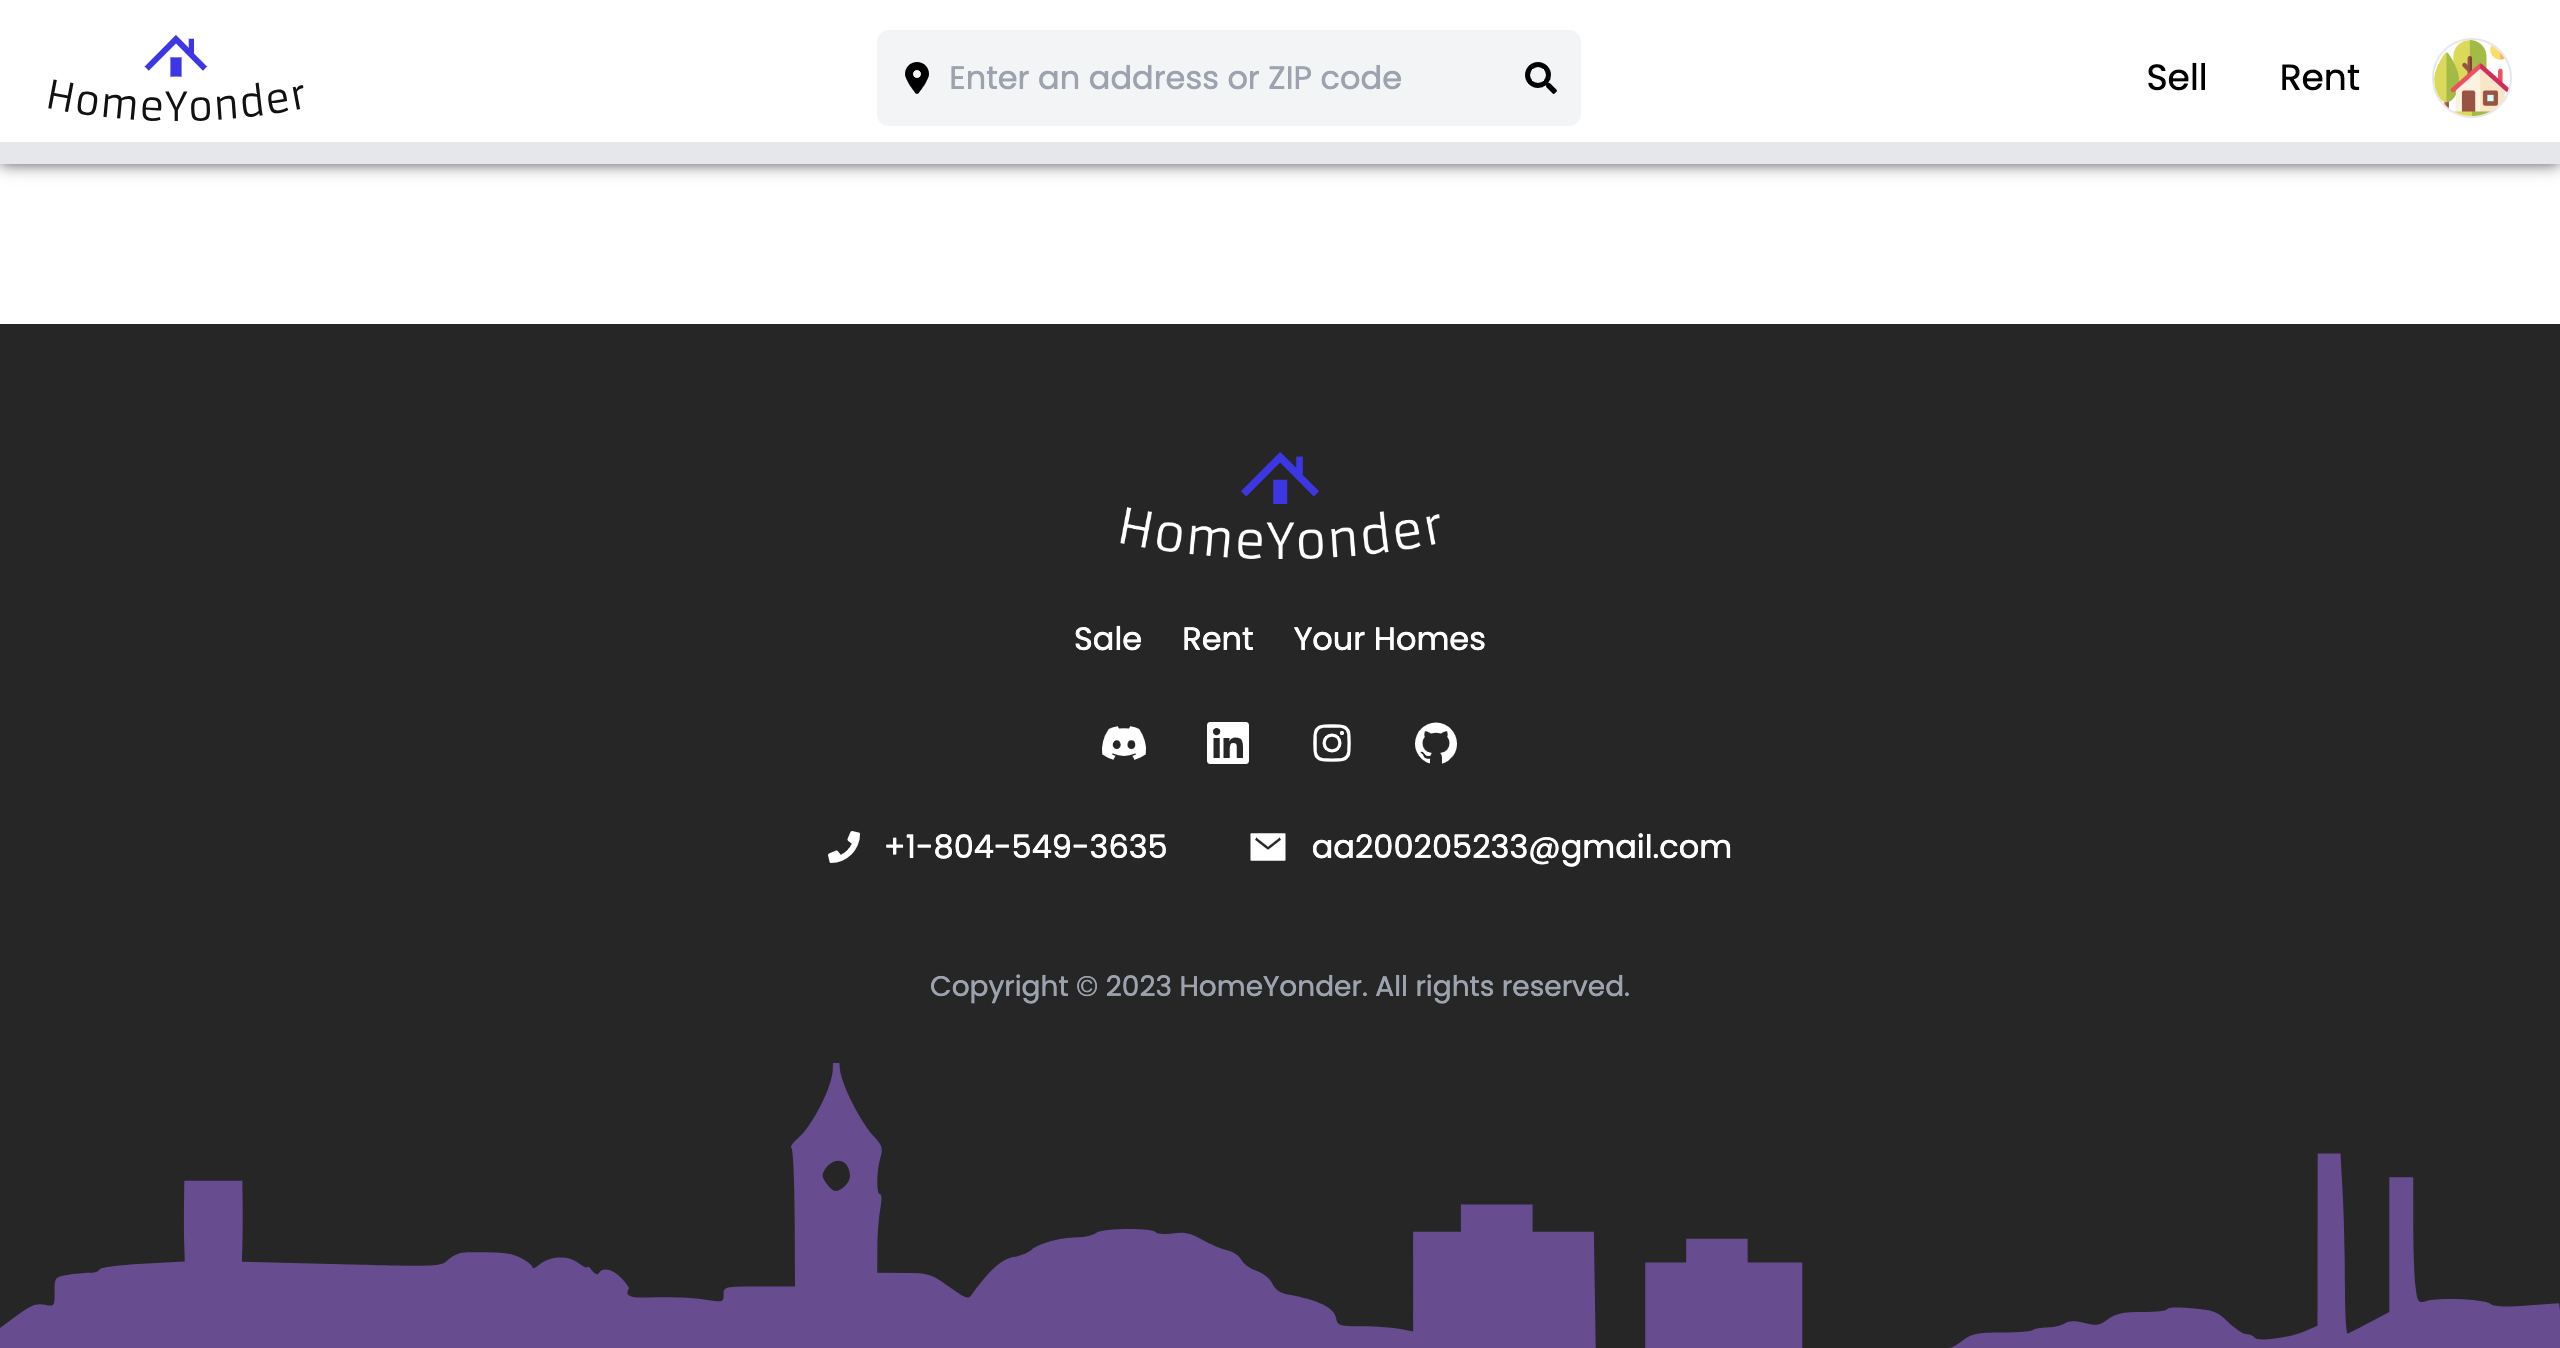 HomeYonder
Enter an address or ZIP code
Sell Rent
HomeYonder
Sale Rent Your Homes
+1-804-549-3635 aa200205233@gmail.com
Copyright © 2023 HomeYonder. All rights reserved.